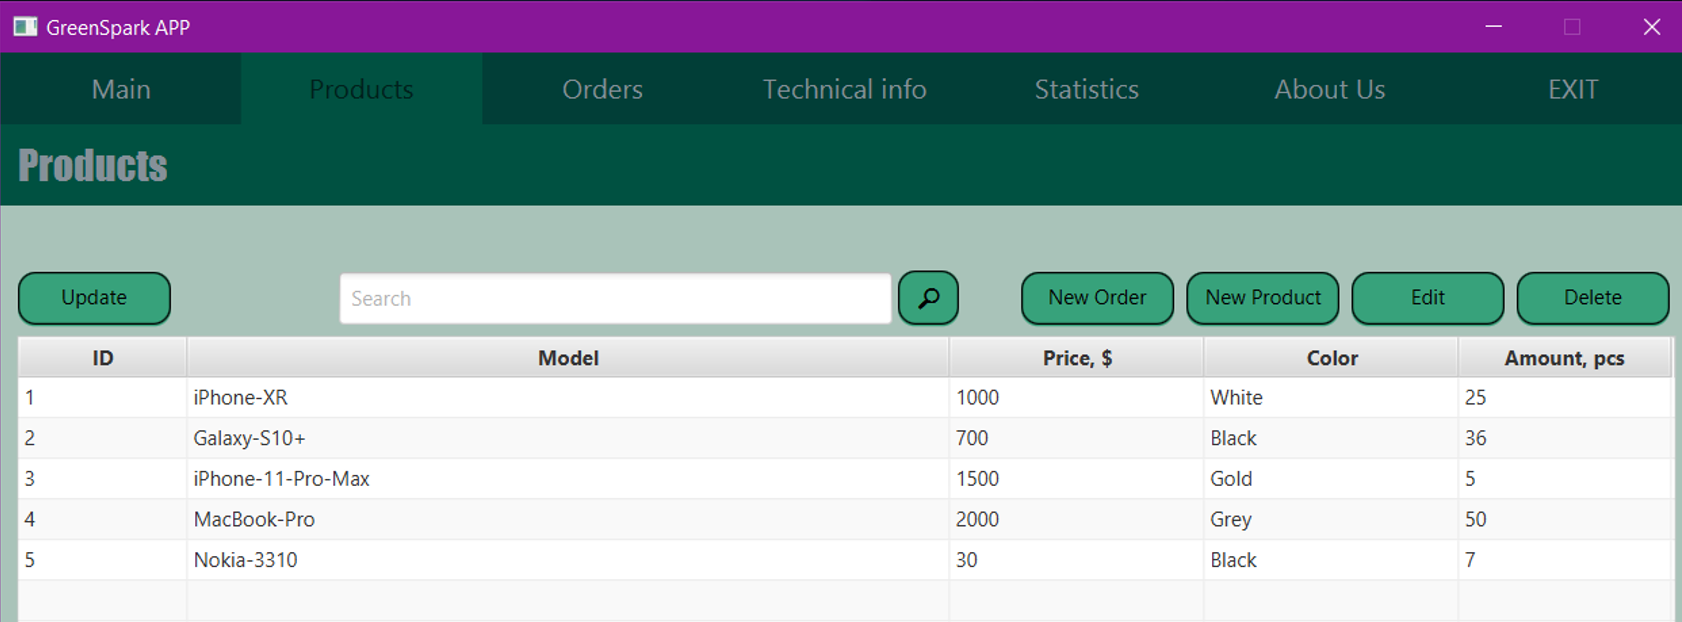 GreenSpark APP
Main Products Orders Technical info Statistics About Us EXIT
Products
Update Search New Order New Product Edit Delete
ID Model Price, $ Color Amount, pcs
1 iPhone-XR 1000 White 25
2 Galaxy-S10+ 700 Black 36
3 iPhone-11-Pro-Max 1500 Gold 5
4 MacBook-Pro 2000 Grey 50
5 Nokia-3310 30 Black 7